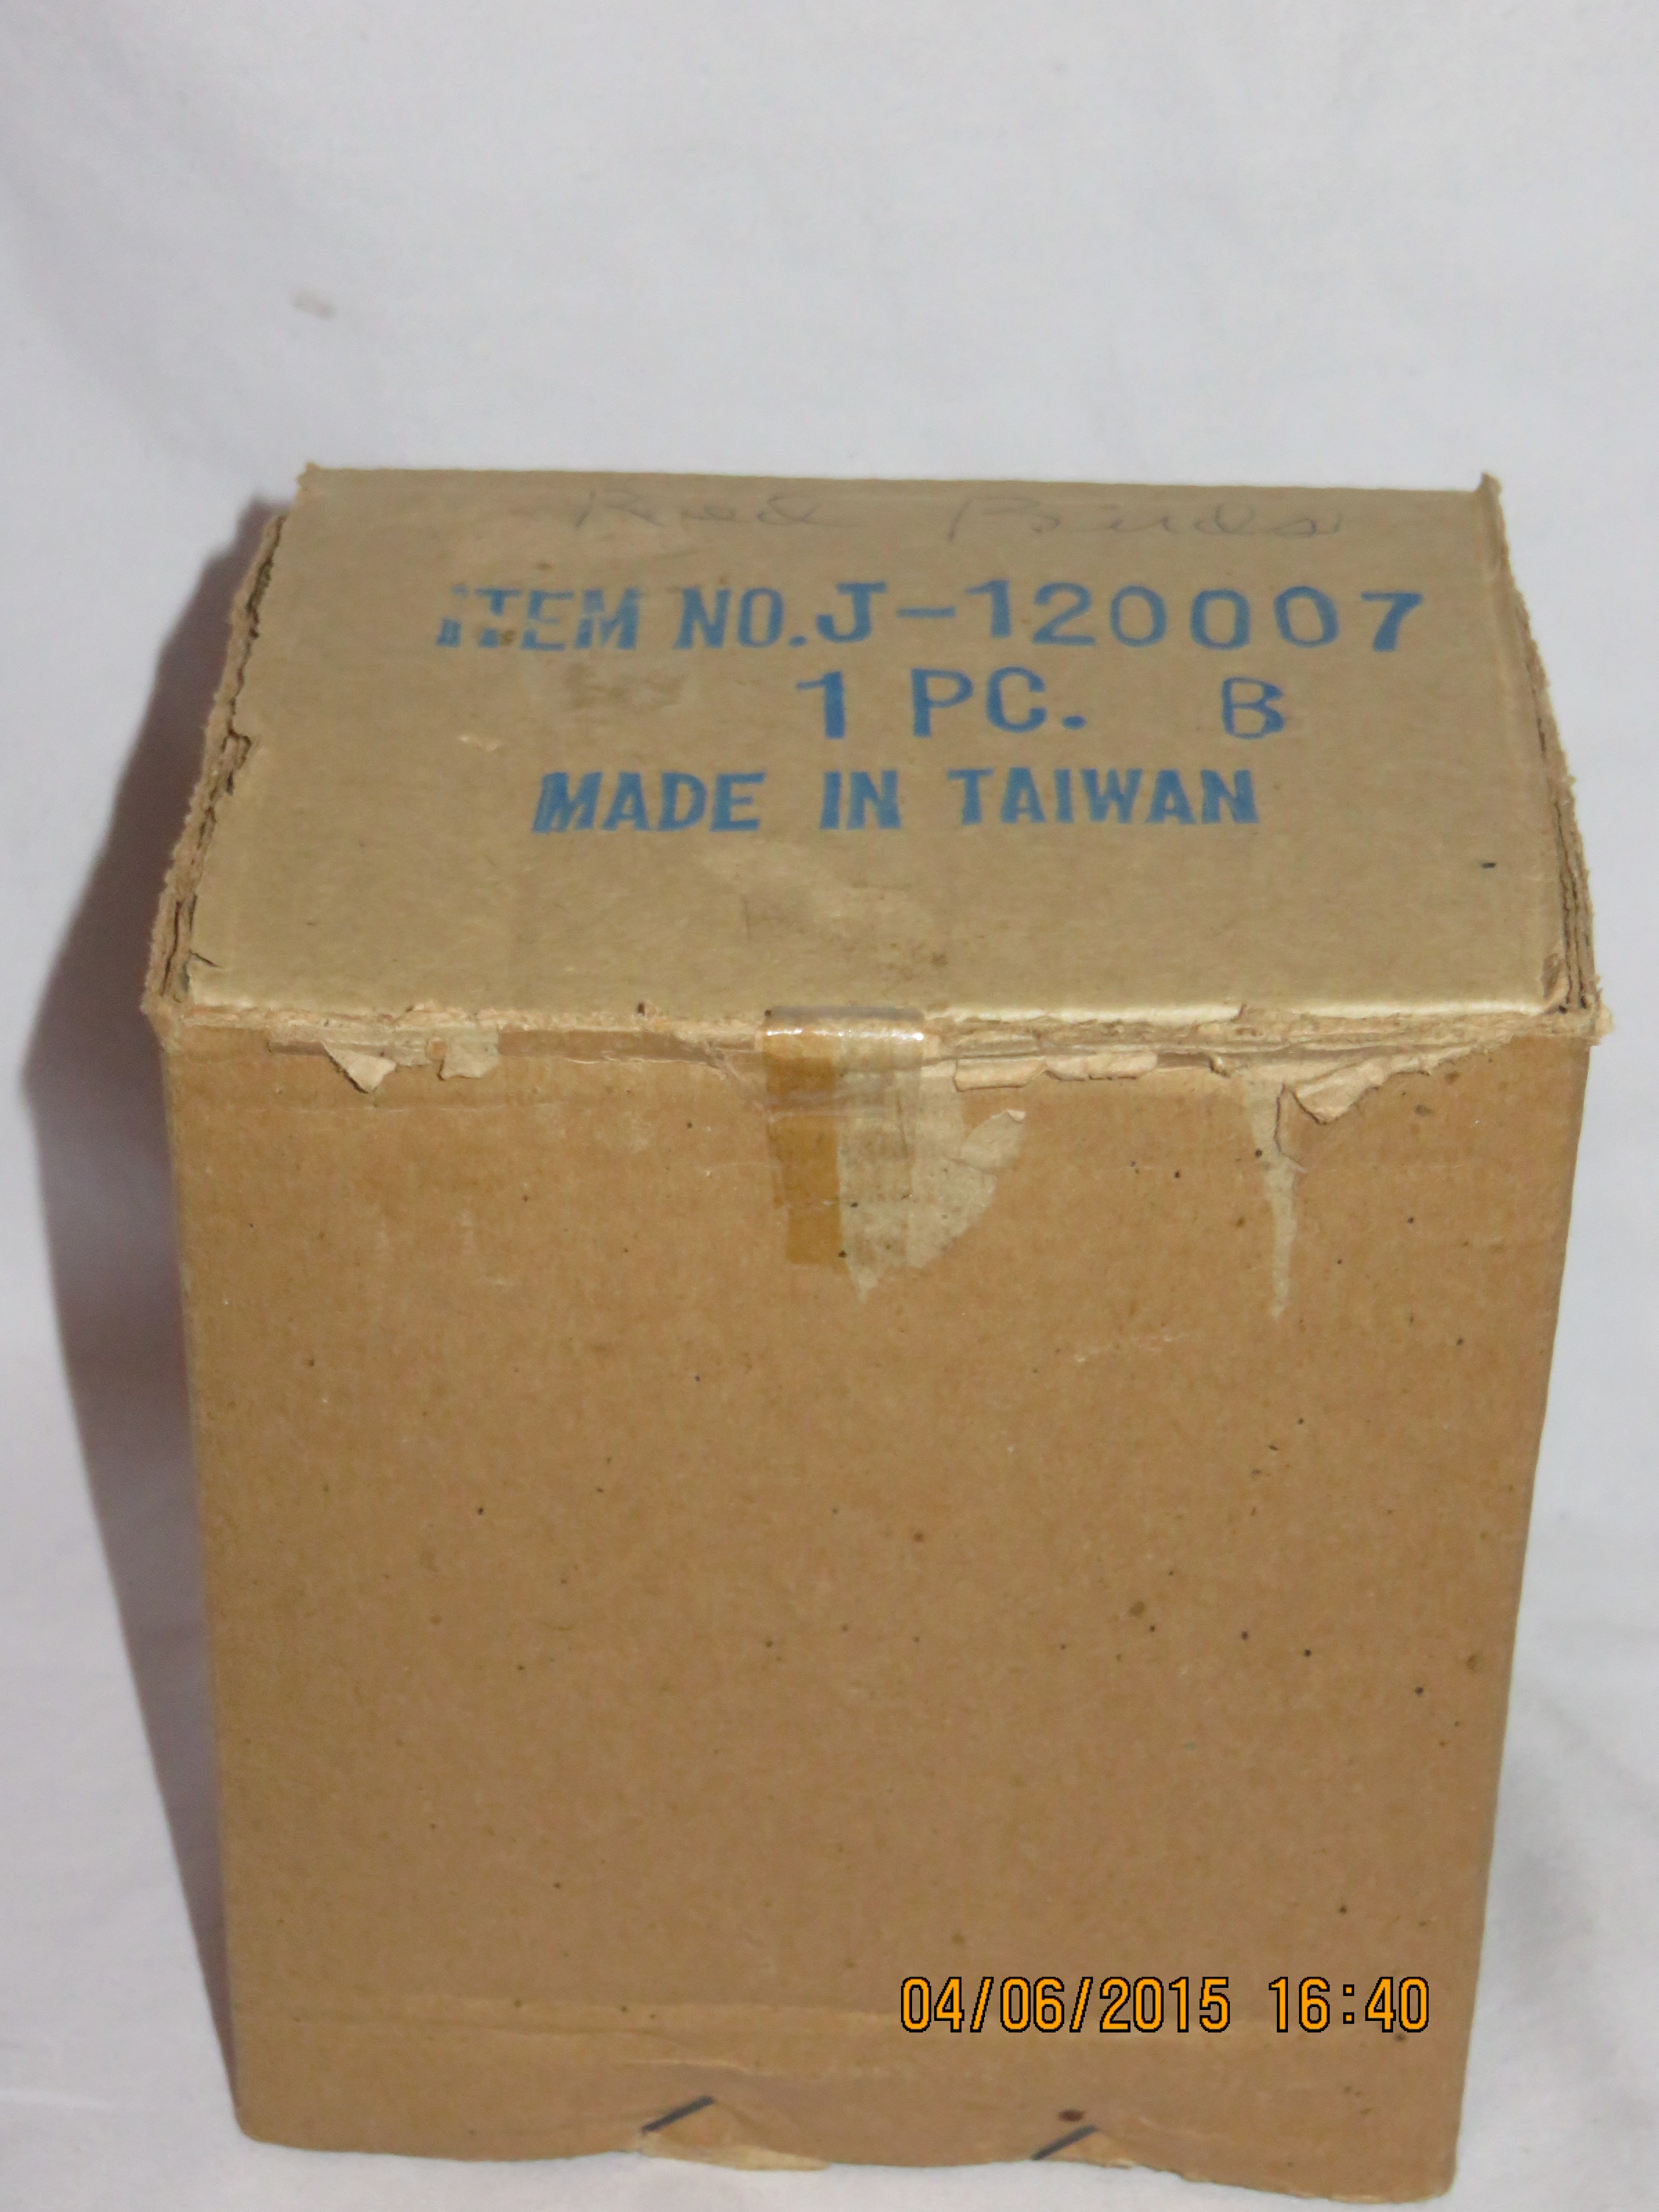 Red Birds
ITEM NO. J-120007
1 PC. B
MADE IN TAIWAN
04/06/2015 16:40